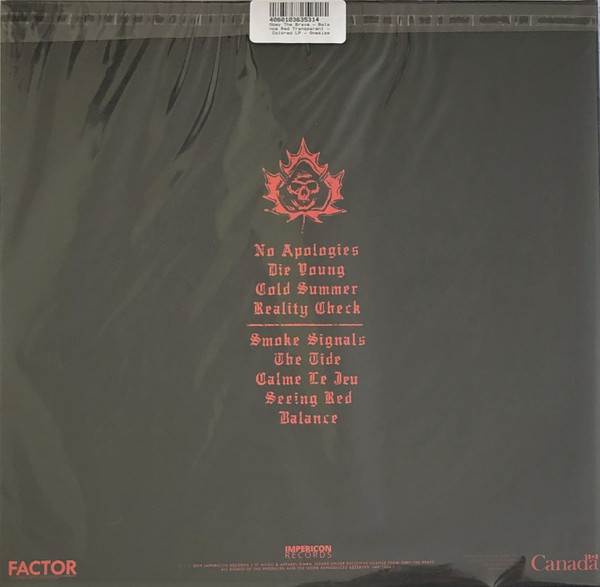 4060103635314
Obey The Brave – Bala
nce Red Transparent –
Colored LP – Onesize
No Apologies
Die Young
Cold Summer
Reality Check
Smoke Signals
The Tide
Calme Le Jeu
Seeing Red
Balance
IMPERICON
RECORDS
FACTOR
Canada